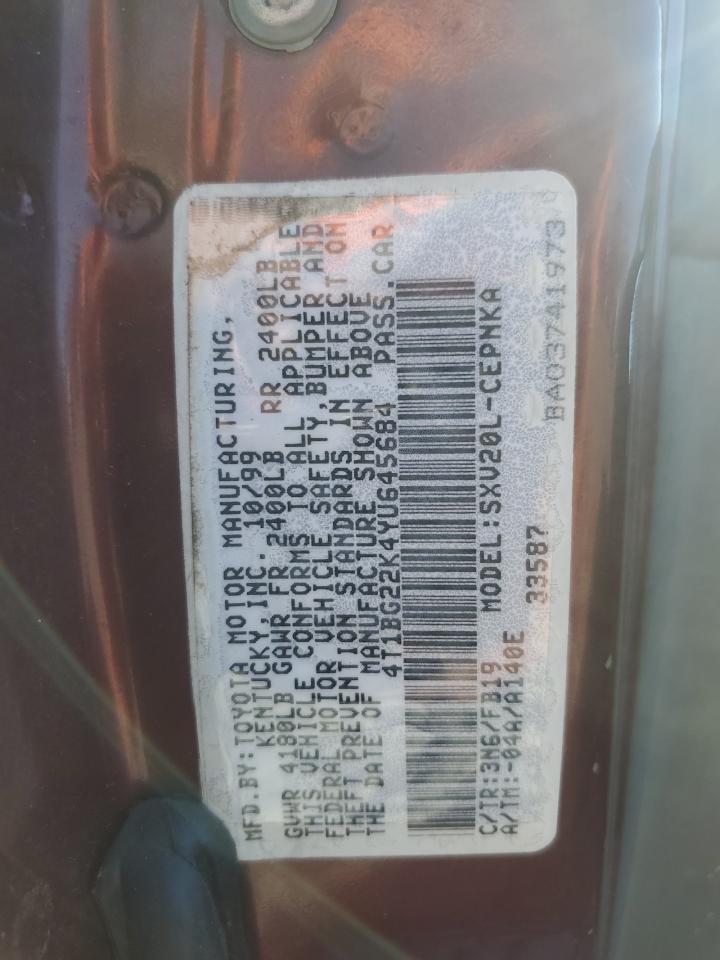 MFD.BY:TOYOTA MOTOR MANUFACTURING,
KENTUCKY,INC. 10/99
GVWR 4180LB GAWR FR 2400LB RR 2400LB
THIS VEHICLE CONFORMS TO ALL APPLICABLE
FEDERAL MOTOR VEHICLE SAFETY,BUMPER AND
THEFT PREVENTION STANDARDS IN EFFECT ON
THE DATE OF MANUFACTURE SHOWN ABOVE
4T1BG22K4YU645684 PASS.CAR
C/TR:3N6/FB19 MODEL:SXV20L-CEPNKA
A/TM:-04A/A140E 33587
BA03741973